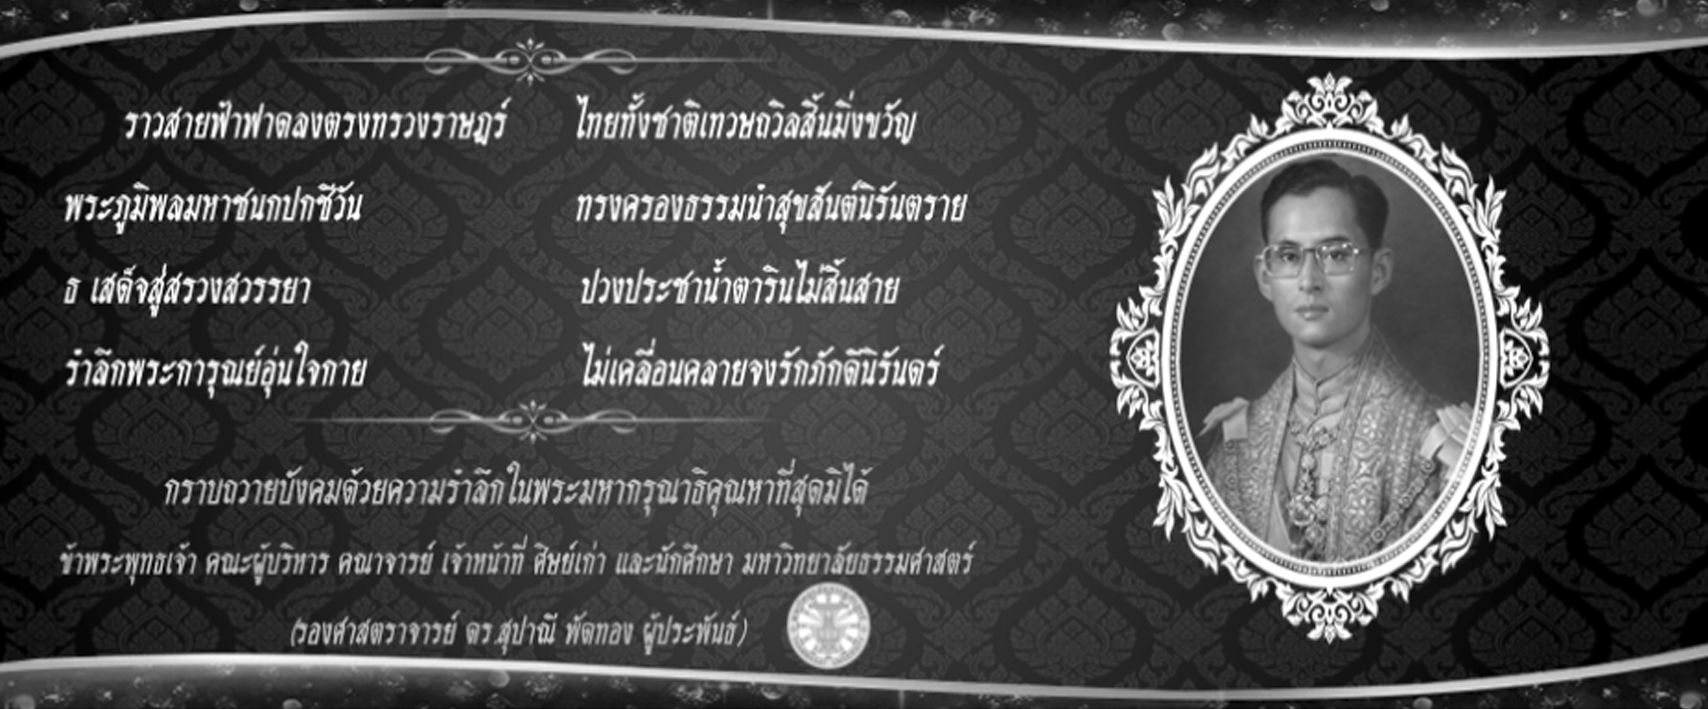 ราวสายฟ้าฟาดลงตรงทรวงราษฎร์ ไทยทั้งชาติเทวษถวิลสิ้นมิ่งขวัญ
พระภูมิพลมหาชนกปกชีวัน ทรงครองธรรมนำสุขสันต์นิรันตราย
ธ เสด็จสู่สรวงสวรรยา ปวงประชาน้ำตารินไม่สิ้นสาย
รำลึกพระการุณย์อุ่นใจกาย ไม่เคลื่อนคลายจงรักภักดีนิรันดร์
กราบถวายบังคมด้วยความรำลึกในพระมหากรุณาธิคุณหาที่สุดมิได้
ข้าพระพุทธเจ้า คณะผู้บริหาร คณาจารย์ เจ้าหน้าที่ ศิษย์เก่า และนักศึกษา มหาวิทยาลัยธรรมศาสตร์
(รองศาสตราจารย์ ดร.สุปาณี พัดทอง ผู้ประพันธ์)